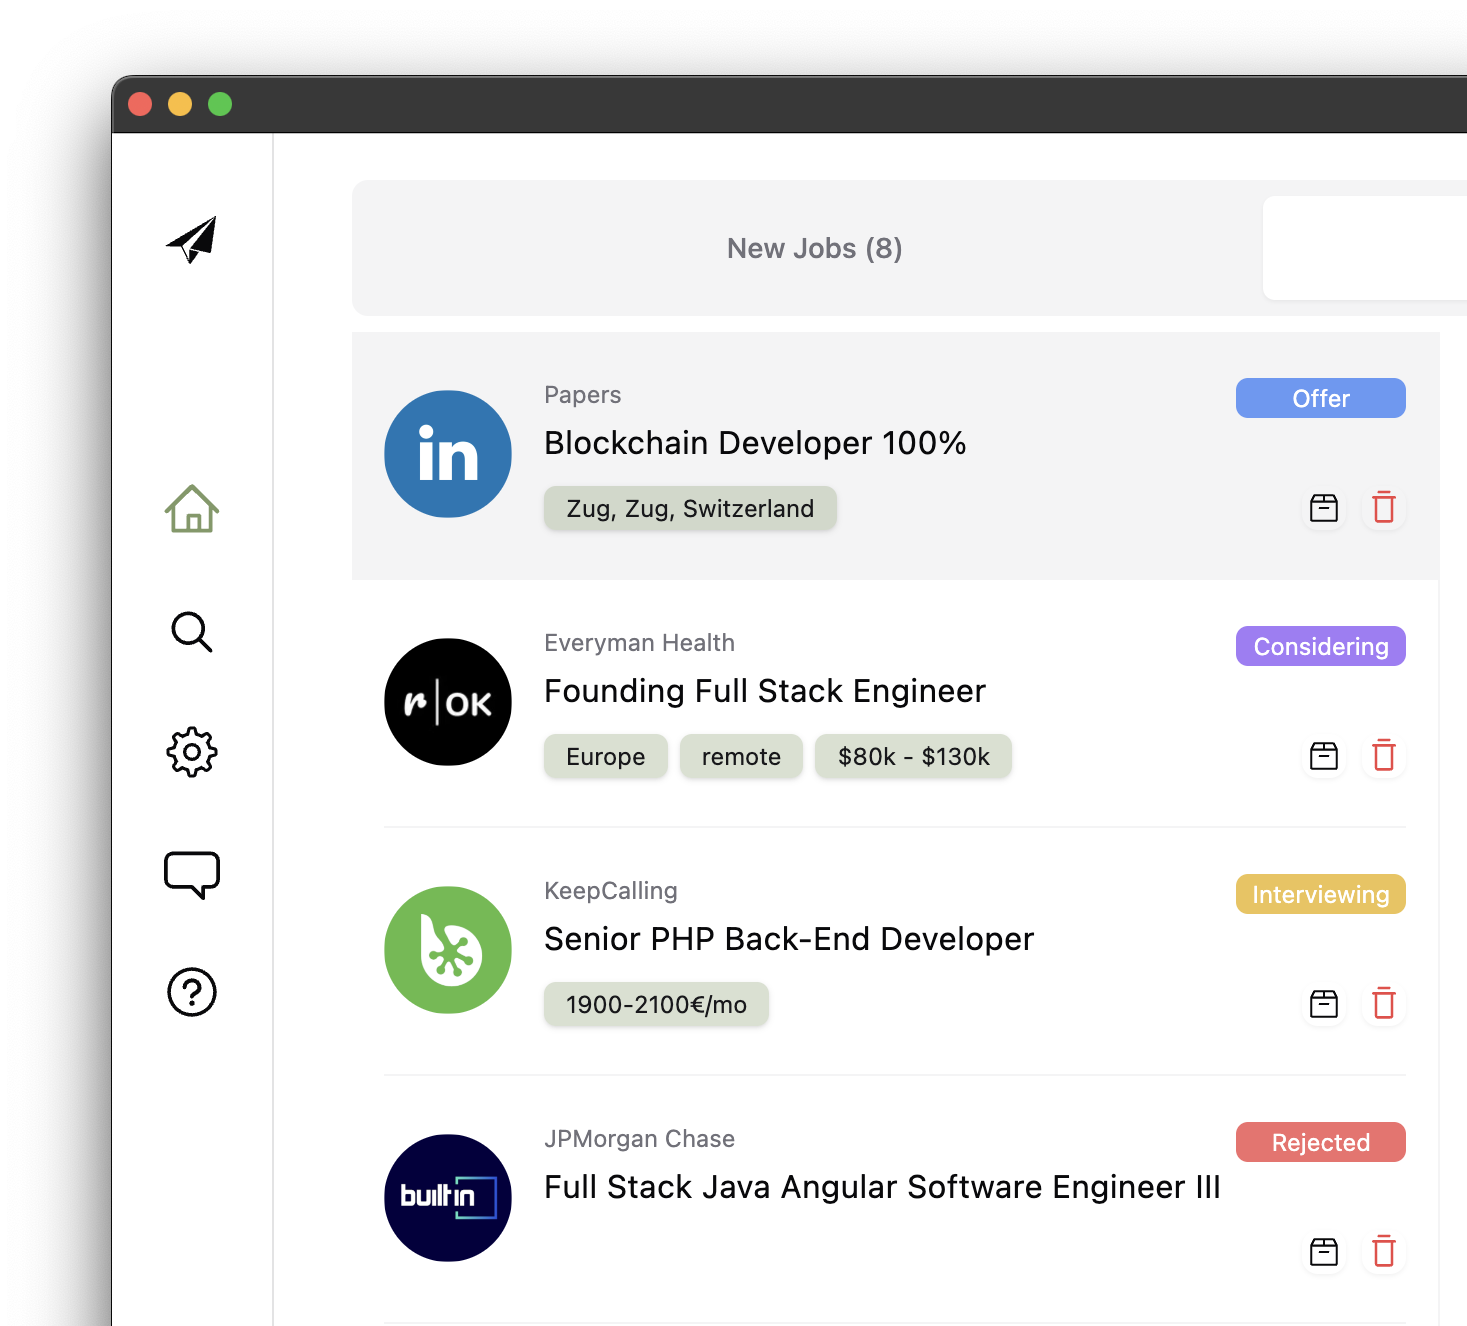 New Jobs (8)
Papers
Offer
Blockchain Developer 100%
in
Zug, Zug, Switzerland
Everyman Health
Considering
Founding Full Stack Engineer
r|OK
Europe remote $80k - $130k
KeepCalling
Interviewing
Senior PHP Back-End Developer
1900-2100€/mo
JPMorgan Chase
Rejected
Full Stack Java Angular Software Engineer III
builtin